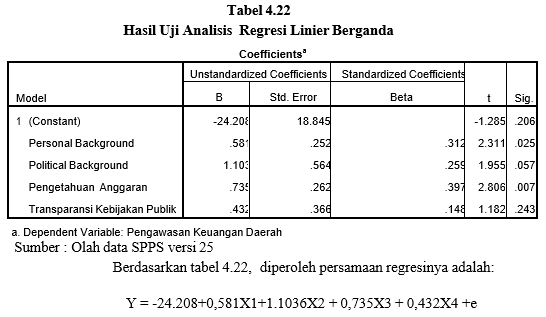 Tabel 4.22
Hasil Uji Analisis Regresi Linier Berganda
Coefficientsª
Unstandardized Coefficients Standardized Coefficients
Model B Std. Error Beta t Sig.
1 (Constant) -24.208 18.845 -1.285 .206
Personal Background .581 .252 .312 2.311 .025
Political Background 1.103 .564 .259 1.955 .057
Pengetahuan Anggaran .735 .262 .397 2.806 .007
Transparansi Kebijakan Publik .432 .366 .148 1.182 .243
a. Dependent Variable: Pengawasan Keuangan Daerah
Sumber : Olah data SPPS versi 25
Berdasarkan tabel 4.22, diperoleh persamaan regresinya adalah:
Y = -24.208+0,581X1+1.1036X2 + 0,735X3 + 0,432X4 +e